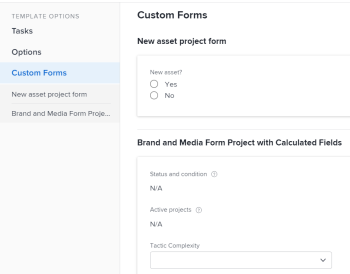 TEMPLATE OPTIONS
Tasks
Options
Custom Forms
New asset project form
Brand and Media Form Proje...
Custom Forms
New asset project form
New asset?
Yes
No
Brand and Media Form Project with Calculated Fields
Status and condition
N/A
Active projects
N/A
Tactic Complexity